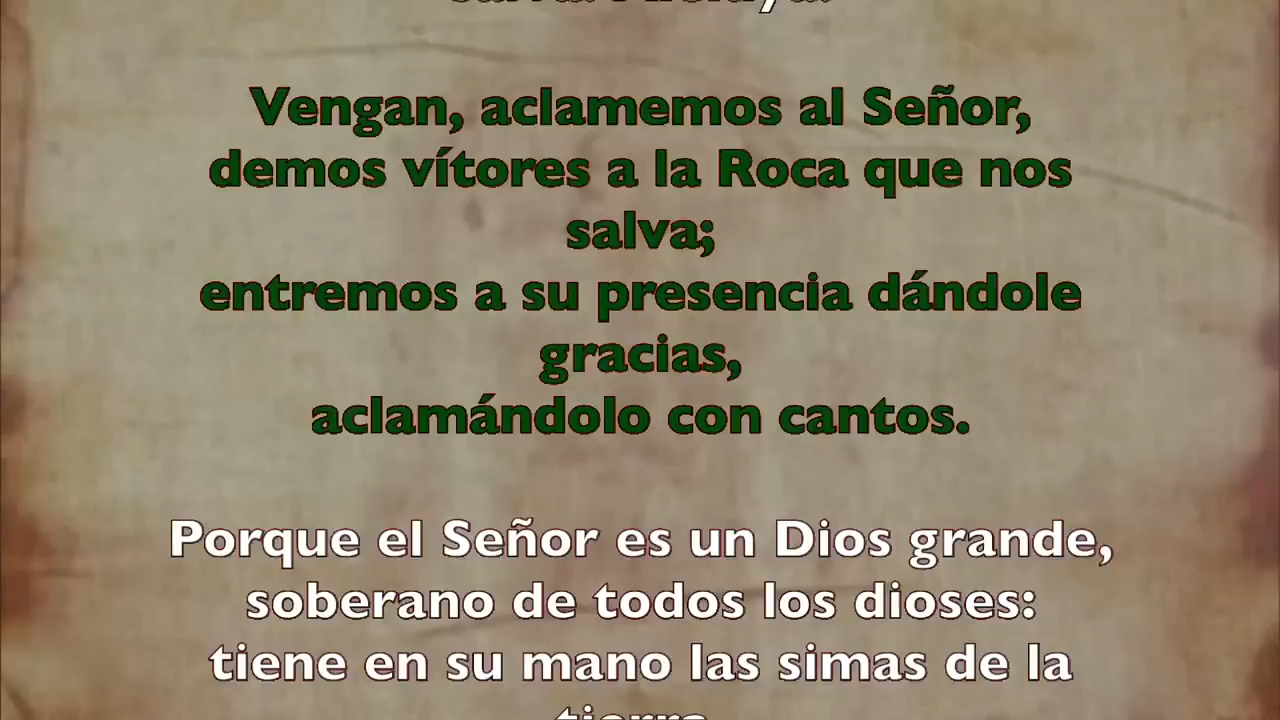 Vengan, aclamemos al Señor,
demos vítores a la Roca que nos
salva;
entremos a su presencia dándole
gracias,
aclamándolo con cantos.
Porque el Señor es un Dios grande,
soberano de todos los dioses:
tiene en su mano las simas de la